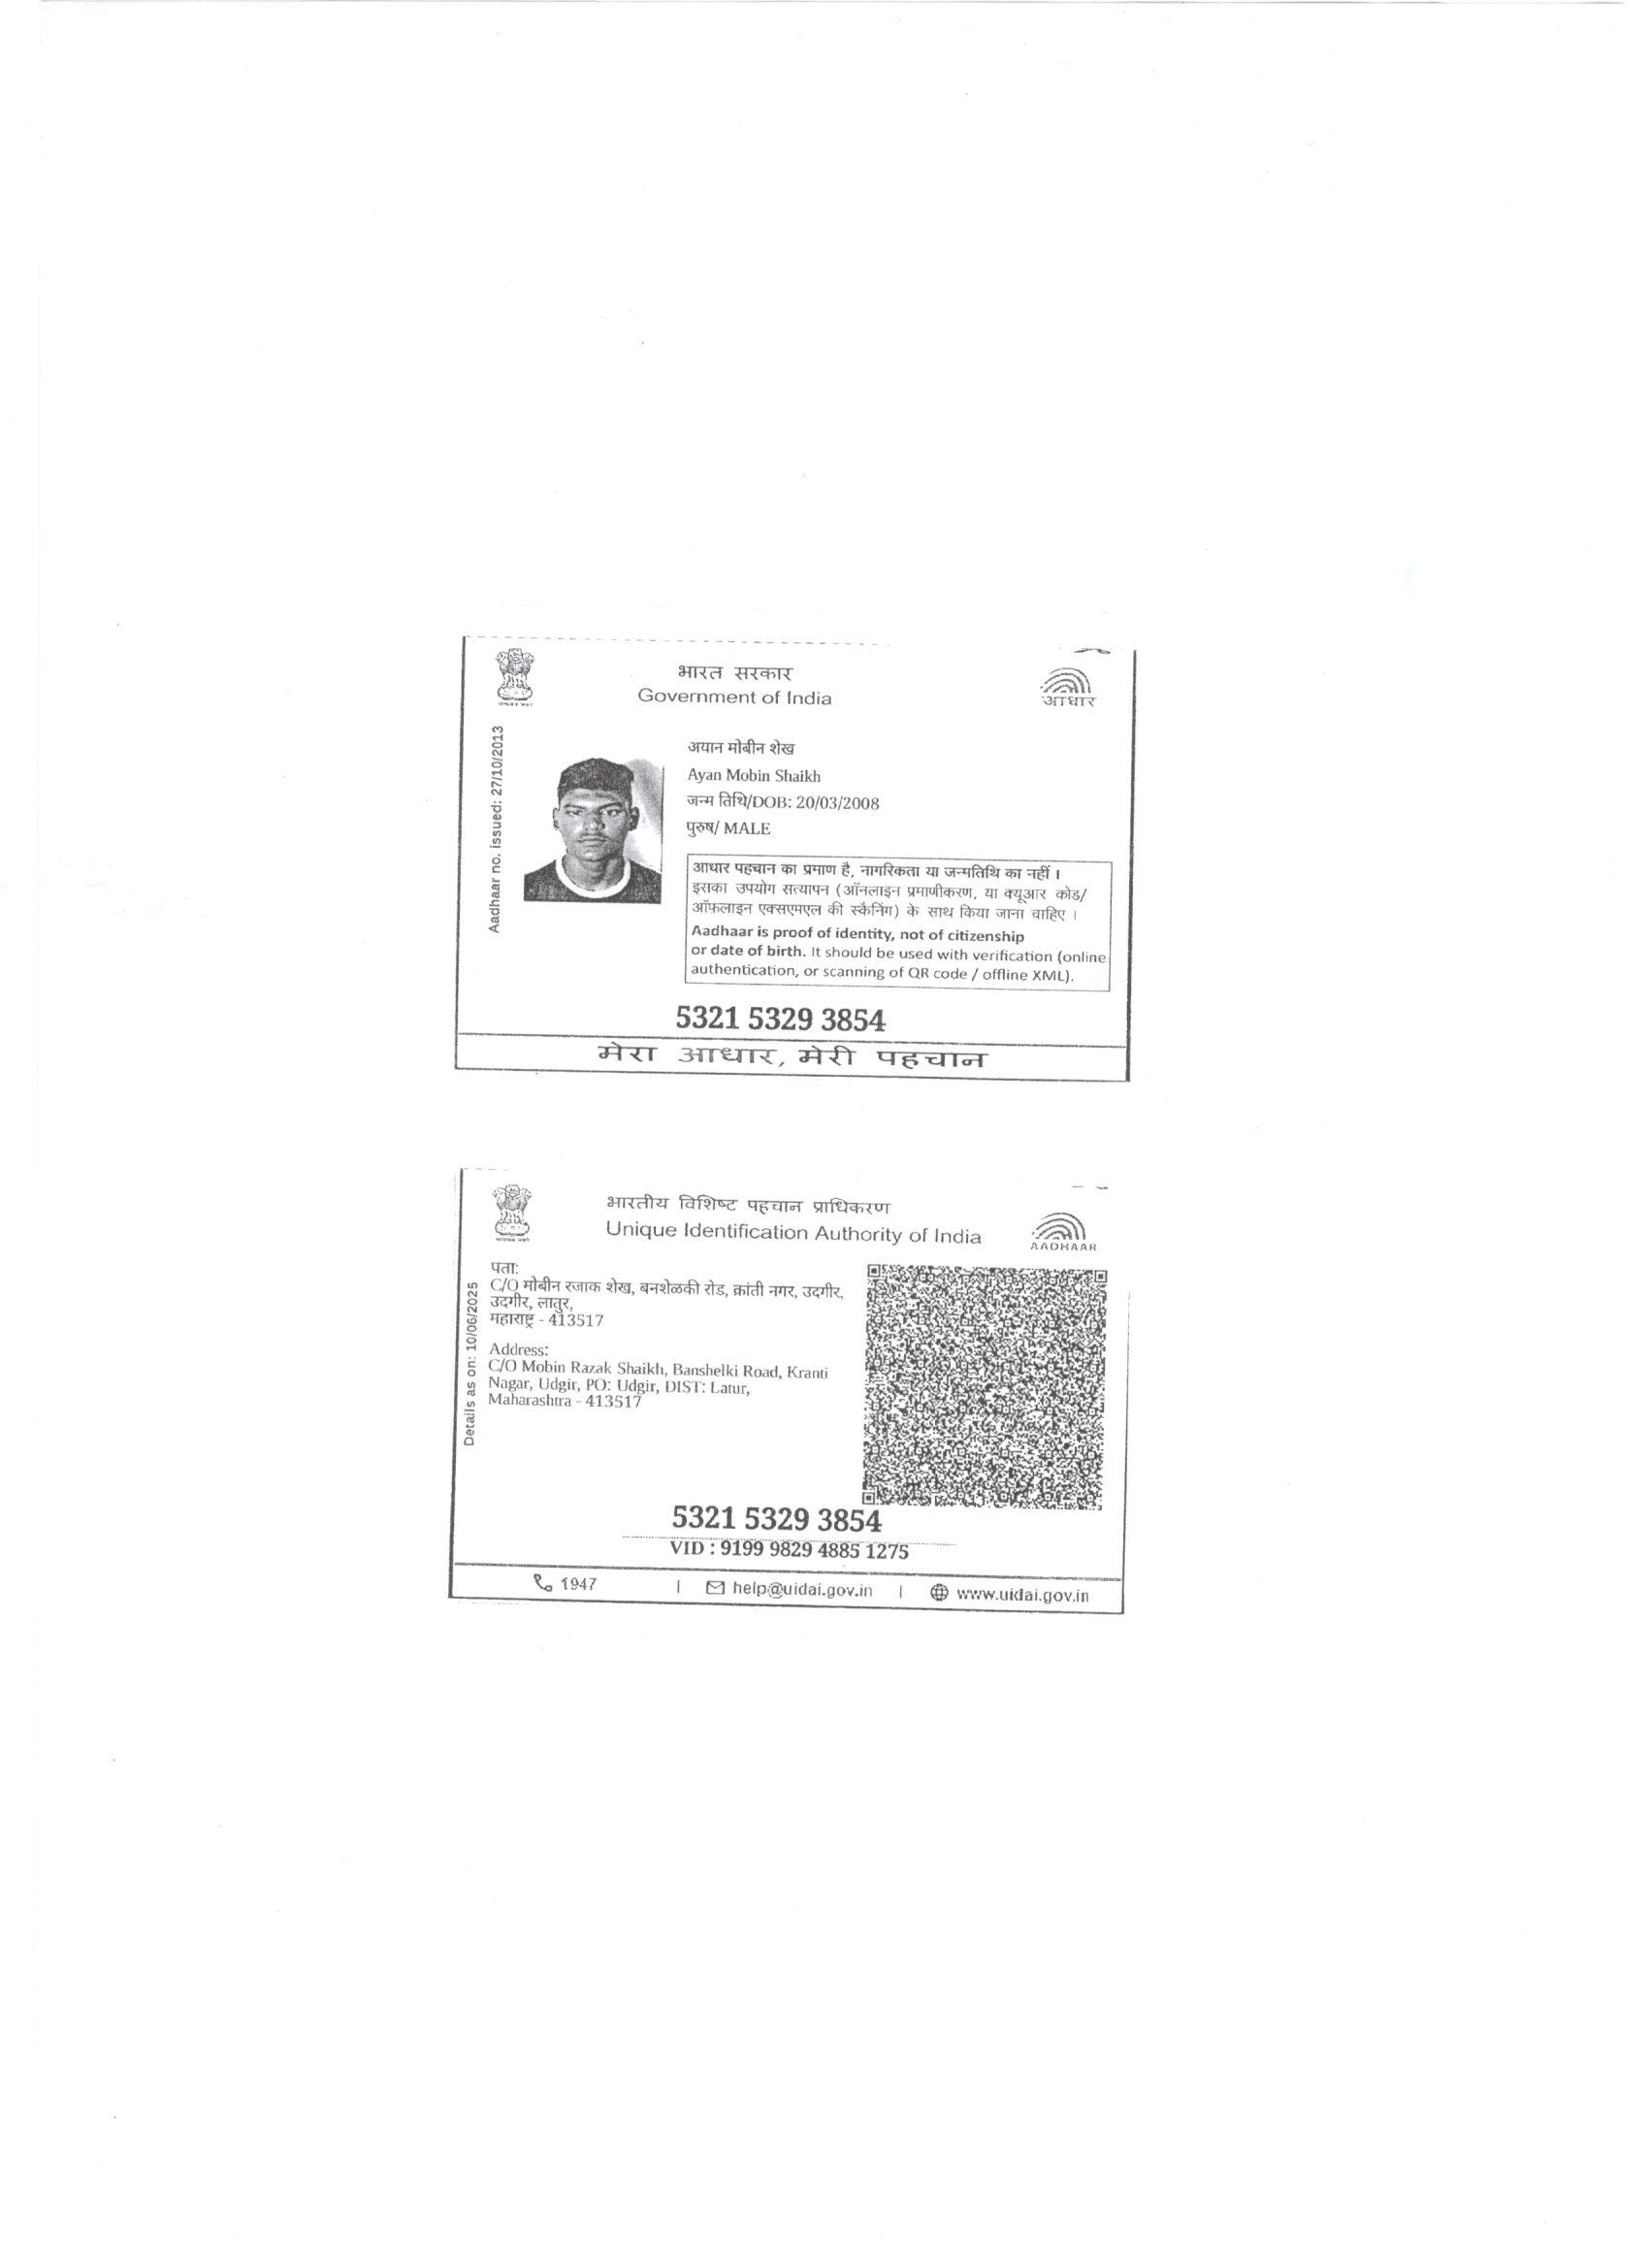 भारत सरकार
Government of India
आधार
Aadhaar no. issued: 27/10/2013
अयान मोबीन शेख
Ayan Mobin Shaikh
जन्म तिथि/DOB: 20/03/2008
पुरुष/ MALE
आधार पहचान का प्रमाण है, नागरिकता या जन्मतिथि का नहीं ।
इसका उपयोग सत्यापन (ऑनलाइन प्रमाणीकरण, या क्यूआर कोड/
ऑफ़लाइन एक्सएमएल की स्कैनिंग) के साथ किया जाना चाहिए ।
Aadhaar is proof of identity, not of citizenship
or date of birth. It should be used with verification (online
authentication, or scanning of QR code / offline XML).
5321 5329 3854
मेरा आधार, मेरी पहचान
भारतीय विशिष्ट पहचान प्राधिकरण
Unique Identification Authority of India
AADHAAR
Details as on: 10/06/2025
पता:
C/O मोबीन रजाक शेख, बनशेळकी रोड, क्रांती नगर, उदगीर,
उदगीर, लातुर,
महाराष्ट्र - 413517
Address:
C/O Mobin Razak Shaikh, Banshelki Road, Kranti
Nagar, Udgir, PO: Udgir, DIST: Latur,
Maharashtra - 413517
5321 5329 3854
VID : 9199 9829 4885 1275
1947 | help@uidai.gov.in | www.uidai.gov.in